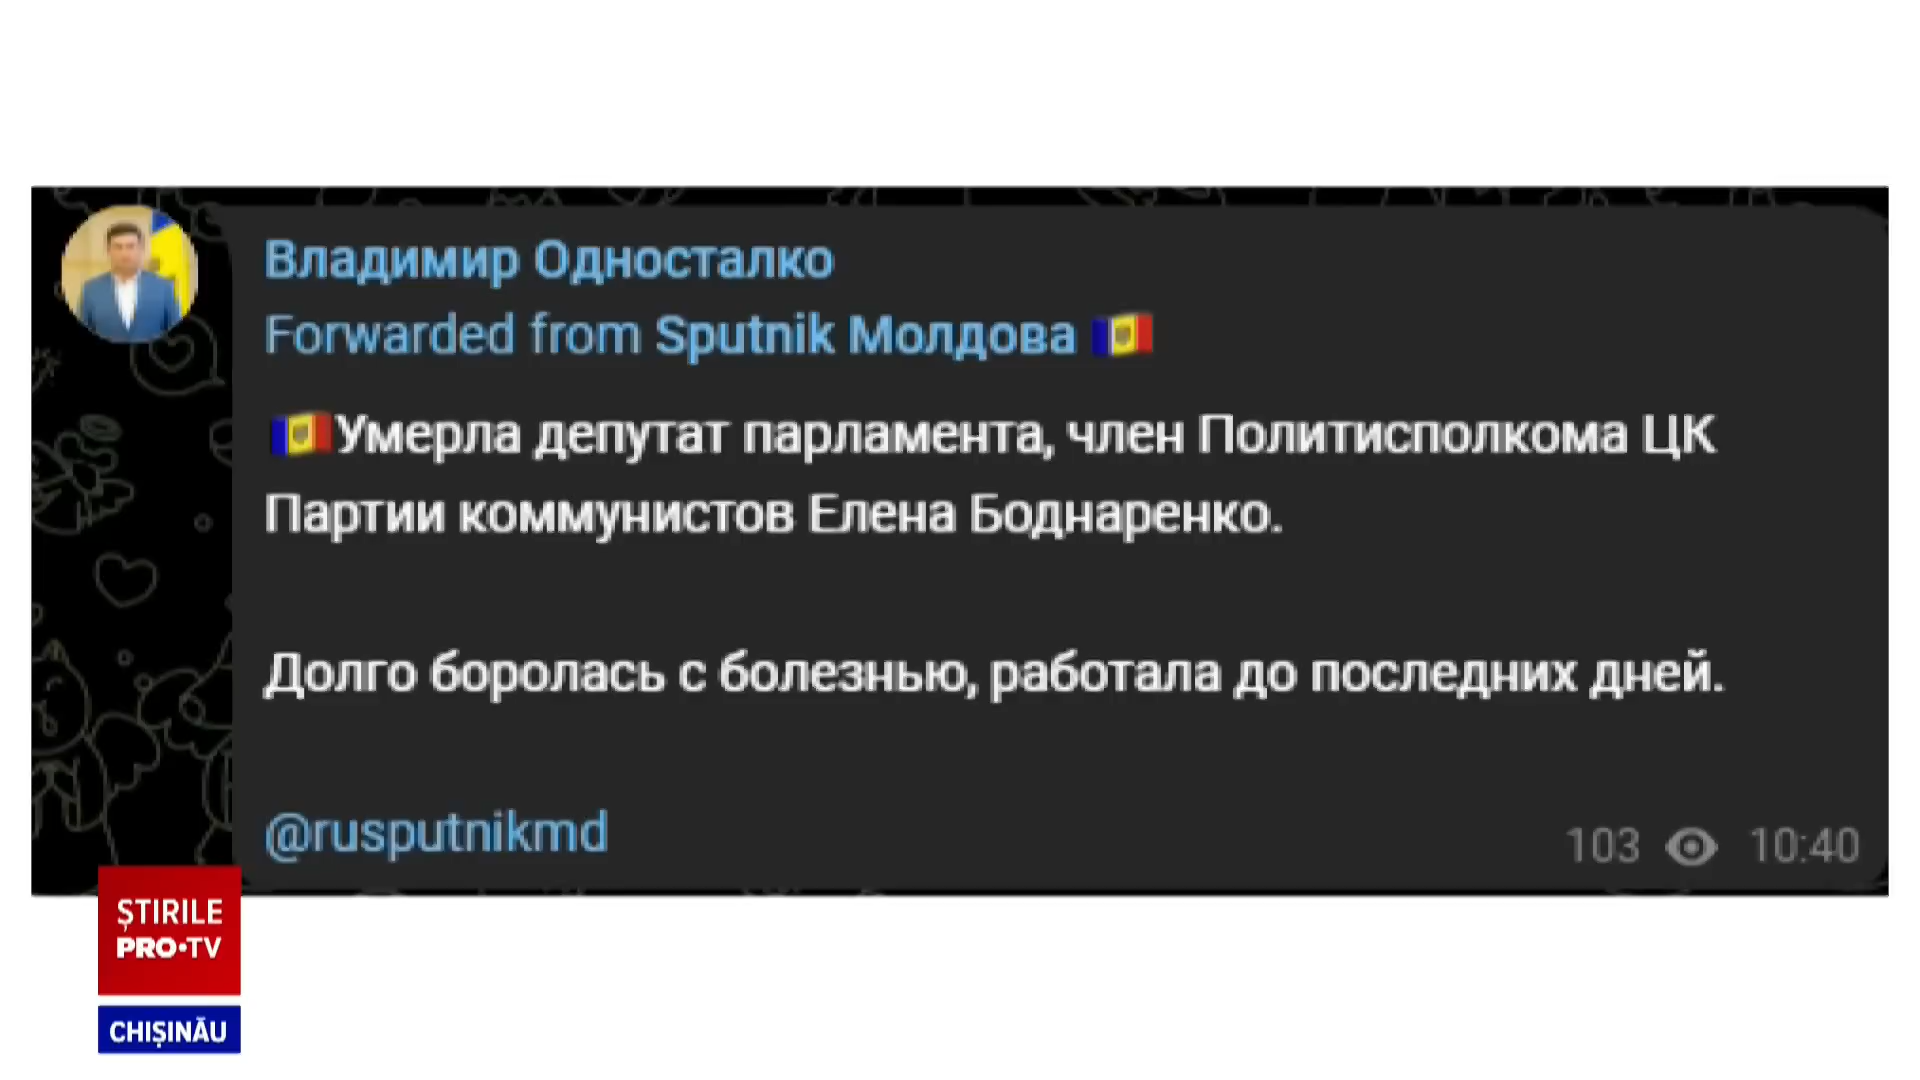 Владимир Односталко
Forwarded from Sputnik Молдова
Умерла депутат парламента, член Политисполкома ЦК
Партии коммунистов Елена Боднаренко.
Долго боролась с болезнью, работала до последних дней.
@rusputnikmd
103 10:40
ȘTIRILE
PRO•TV
CHIȘINĂU